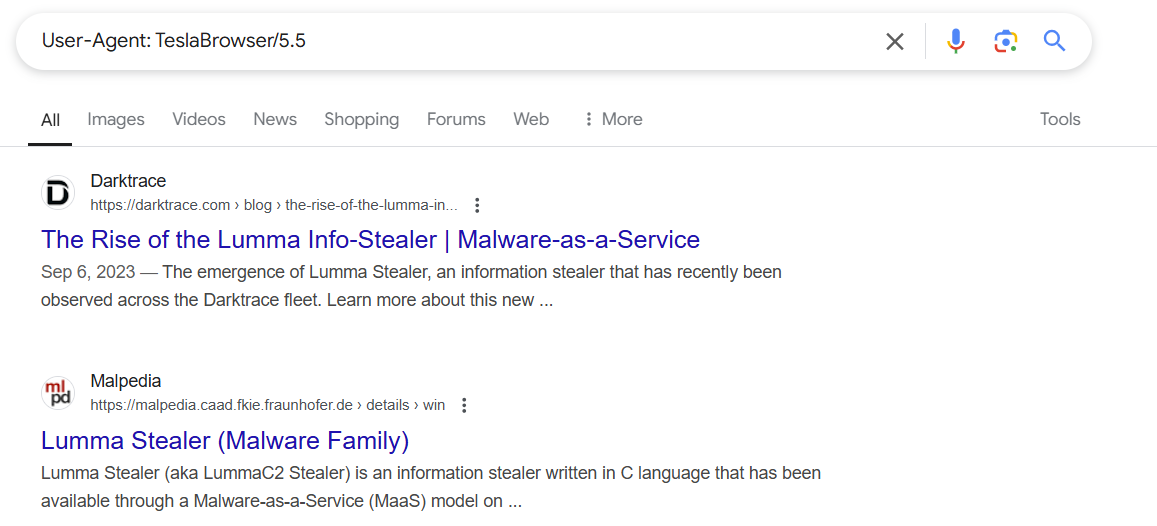 User-Agent: TeslaBrowser/5.5
All Images Videos News Shopping Forums Web More Tools
Darktrace
https://darktrace.com › blog › the-rise-of-the-lumma-in...
The Rise of the Lumma Info-Stealer | Malware-as-a-Service
Sep 6, 2023 — The emergence of Lumma Stealer, an information stealer that has recently been
observed across the Darktrace fleet. Learn more about this new ...
ml
pd
Malpedia
https://malpedia.caad.fkie.fraunhofer.de › details › win
Lumma Stealer (Malware Family)
Lumma Stealer (aka LummaC2 Stealer) is an information stealer written in C language that has been
available through a Malware-as-a-Service (MaaS) model on ...